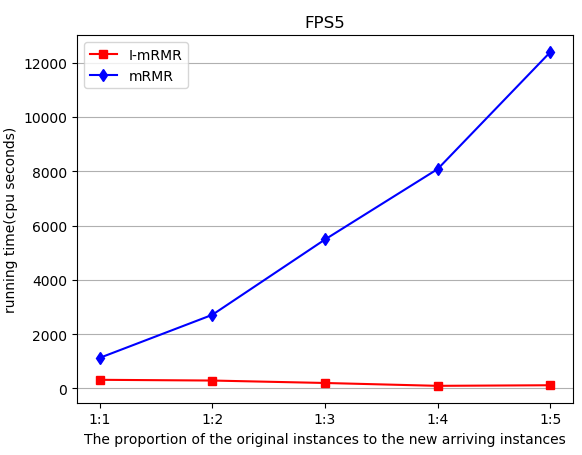 FPS5
I-mRMR
mRMR
12000
10000
8000
6000
4000
2000
0
running time(cpu seconds)
1:1 1:2 1:3 1:4 1:5
The proportion of the original instances to the new arriving instances